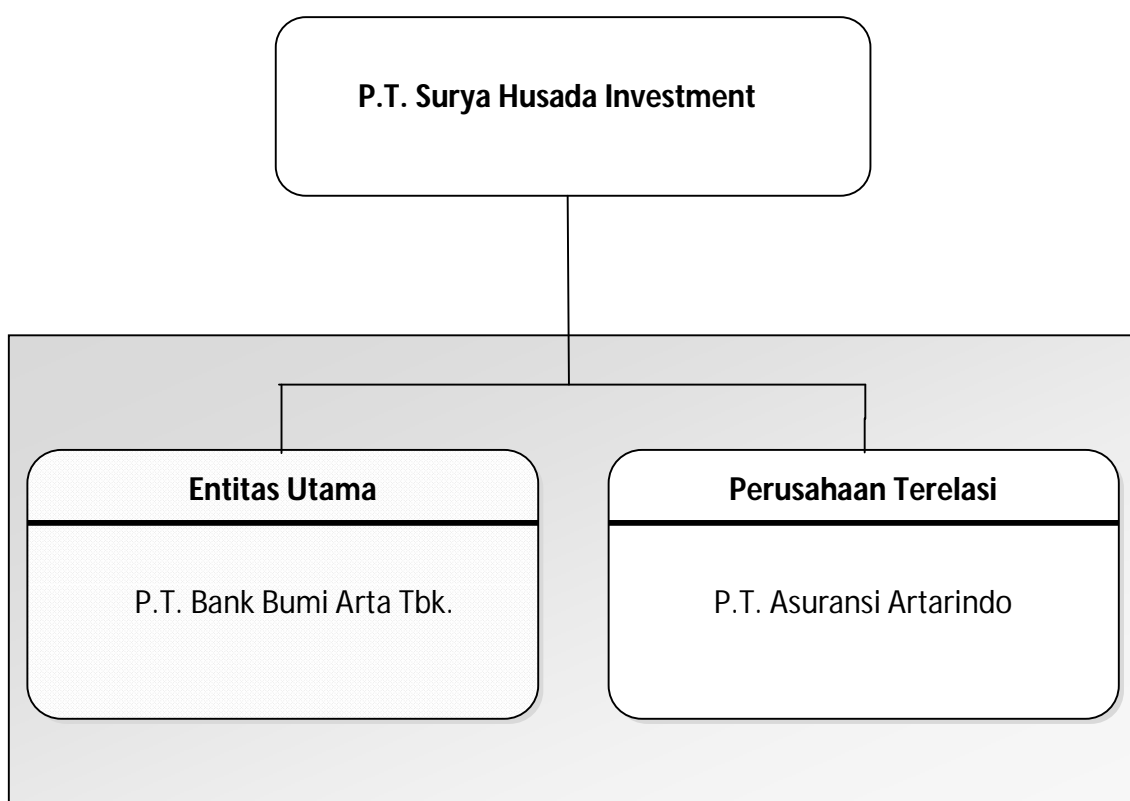 P.T. Surya Husada Investment
Entitas Utama
P.T. Bank Bumi Arta Tbk.
Perusahaan Terelasi
P.T. Asuransi Artarindo